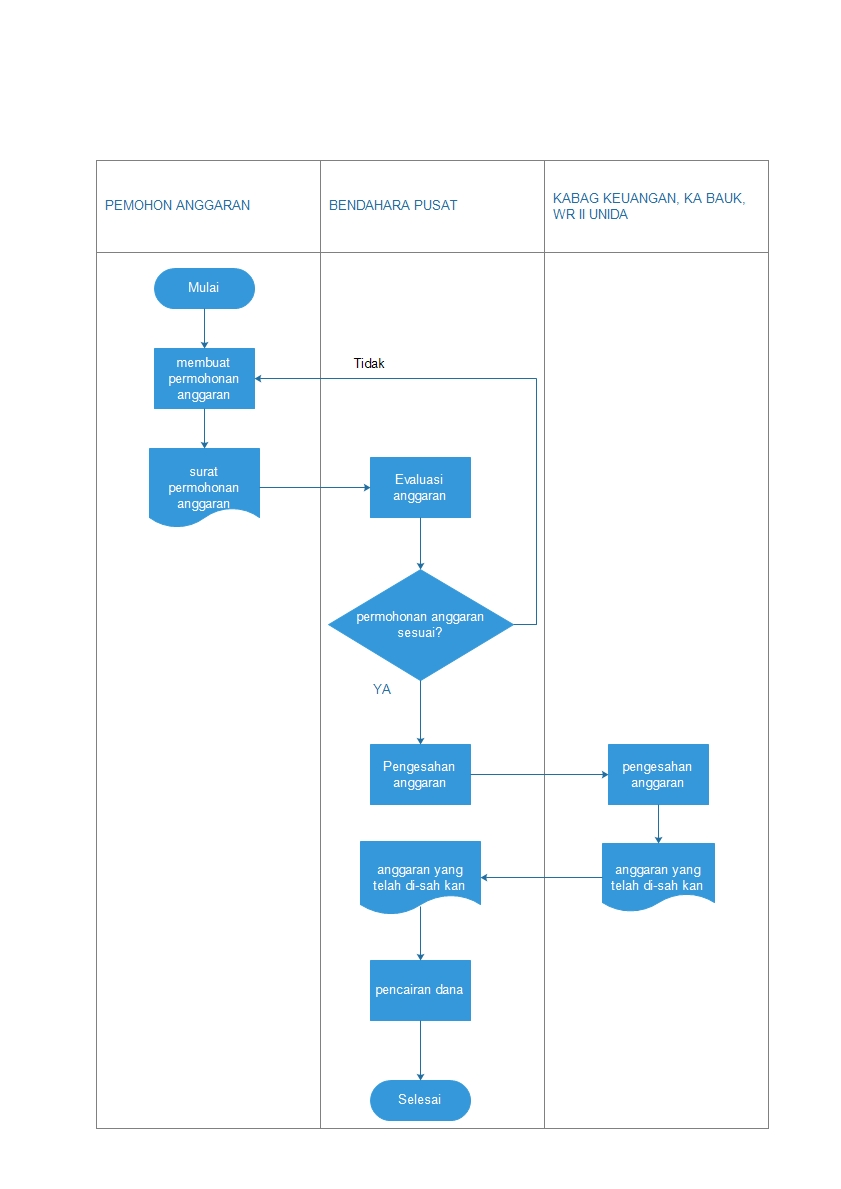 PEMOHON ANGGARAN
BENDAHARA PUSAT
KABAG KEUANGAN, KA BAUK,
WR II UNIDA
Mulai
membuat
permohonan
anggaran
Tidak
surat
permohonan
anggaran
Evaluasi
anggaran
permohonan anggaran
sesuai?
YA
Pengesahan
anggaran
pengesahan
anggaran
anggaran yang
telah di-sah kan
anggaran yang
telah di-sah kan
pencairan dana
Selesai